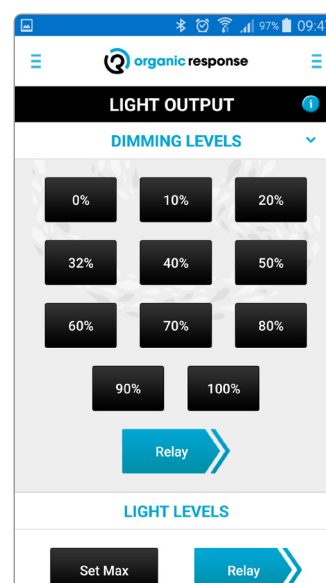 97% 09:47
organic response
LIGHT OUTPUT i
DIMMING LEVELS
0% 10% 20%
32% 40% 50%
60% 70% 80%
90% 100%
Relay
LIGHT LEVELS
Set Max Relay